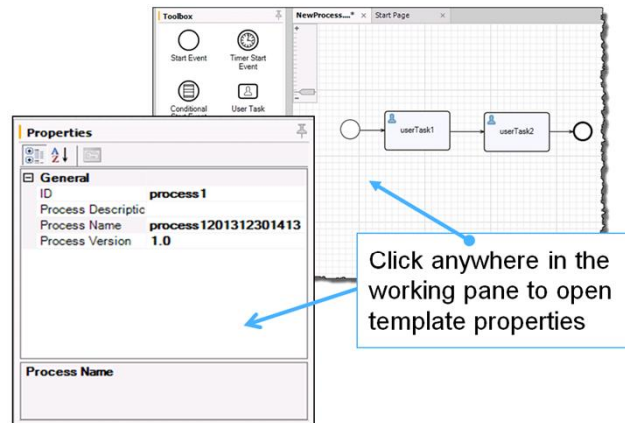 Toolbox
NewProcess....* × Start Page ×
Start Event
Timer Start
Event
Conditional
Start Event
User Task
userTask1
userTask2
Properties
General
ID process1
Process Descriptic
Process Name process1201312301413
Process Version 1.0
Process Name
Click anywhere in the
working pane to open
template properties